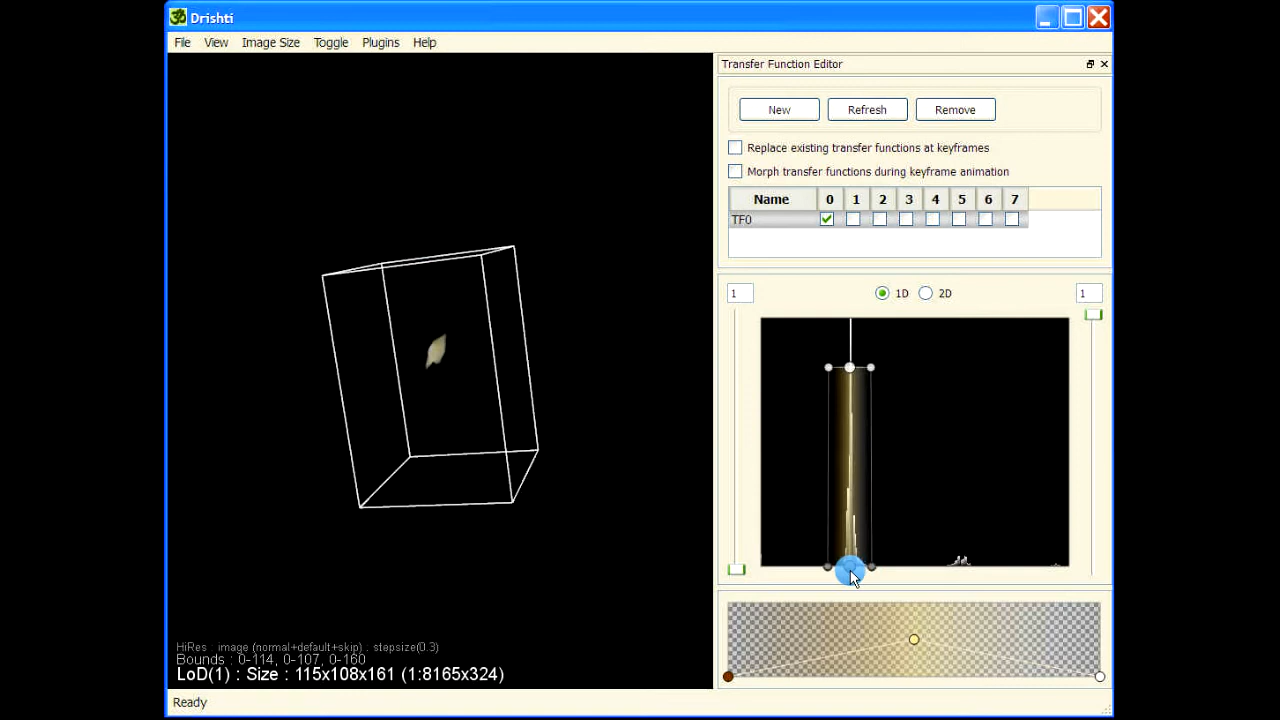 Drishti
File View Image Size Toggle Plugins Help
Transfer Function Editor
New Refresh Remove
Replace existing transfer functions at keyframes
Morph transfer functions during keyframe animation
Name 0 1 2 3 4 5 6 7
TF0
1 1D 2D 1
HiRes : image (normal+default+skip) : stepsize(0.3)
Bounds : 0-114, 0-107, 0-160
LoD(1) : Size : 115x108x161 (1:8165x324)
Ready